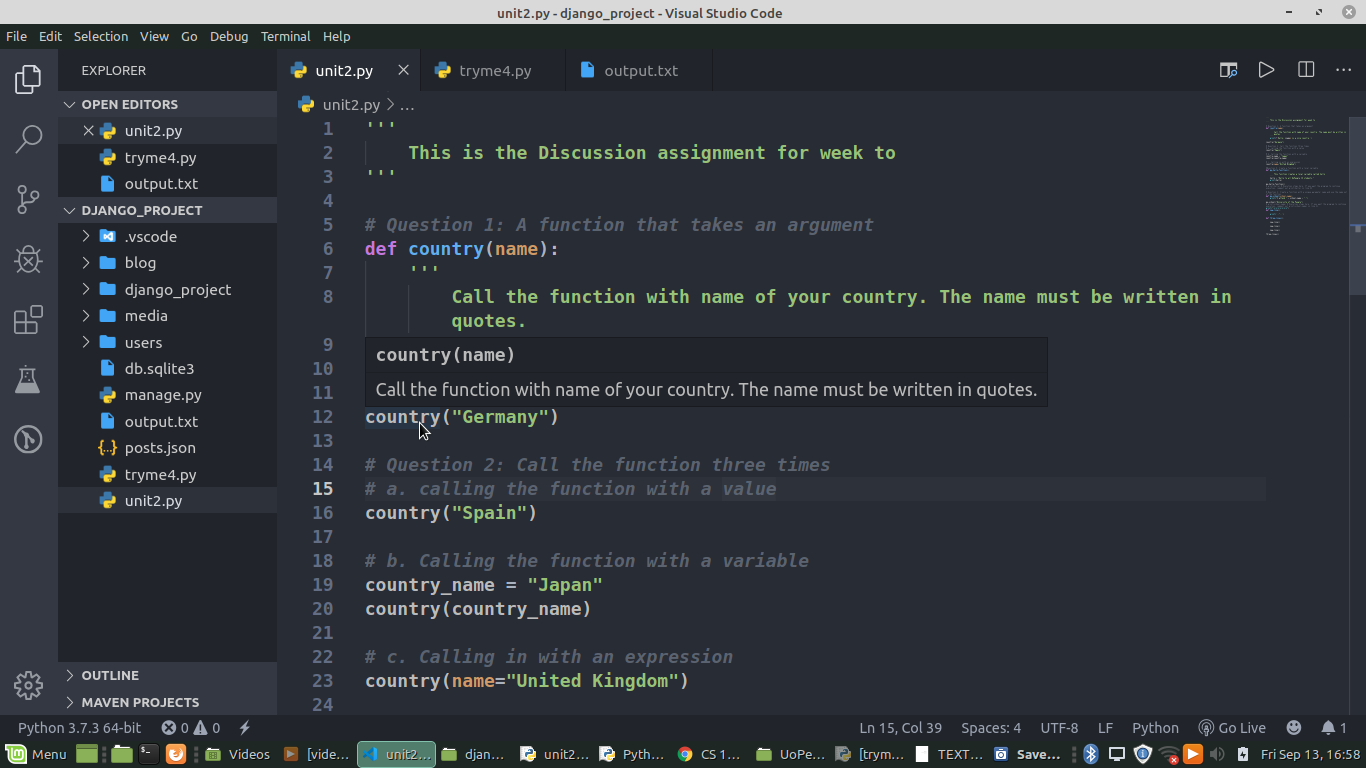 unit2.py - django_project - Visual Studio Code
File Edit Selection View Go Debug Terminal Help
EXPLORER
OPEN EDITORS
unit2.py
tryme4.py
output.txt
DJANGO_PROJECT
.vscode
blog
django_project
media
users
db.sqlite3
manage.py
output.txt
posts.json
tryme4.py
unit2.py
OUTLINE
MAVEN PROJECTS
unit2.py tryme4.py output.txt
unit2.py > ...
1 '''
2 This is the Discussion assignment for week to
3 '''
4
5 # Question 1: A function that takes an argument
6 def country(name):
7 '''
8 Call the function with name of your country. The name must be written in
quotes.
9
country(name)
10
Call the function with name of your country. The name must be written in quotes.
11
12 country("Germany")
13
14 # Question 2: Call the function three times
15 # a. calling the function with a value
16 country("Spain")
17
18 # b. Calling the function with a variable
19 country_name = "Japan"
20 country(country_name)
21
22 # c. Calling in with an expression
23 country(name="United Kingdom")
24
Python 3.7.3 64-bit 0 0 Ln 15, Col 39 Spaces: 4 UTF-8 LF Python Go Live 1
Menu Videos [vide... unit2... djan... unit2... Pyth... CS 1... UoPe... [trym... TEXT... Save... Fri Sep 13, 16:58